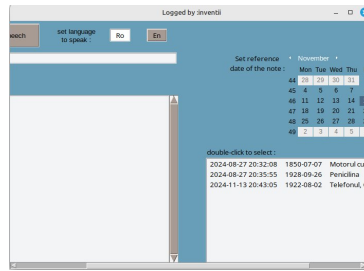 Logged by :inventii
eech
set language to speak :
Ro
En
Set reference date of the note :
November
Mon Tue Wed Thu
44 28 29 30 31
45 4 5 6 7
46 11 12 13 14
47 18 19 20 21
48 25 26 27 28
49 2 3 4 5
double-click to select :
2024-08-27 20:32:08 1850-07-07 Motorul cu
2024-08-27 20:35:55 1928-09-26 Penicilina
2024-11-13 20:43:05 1922-08-02 Telefonul,